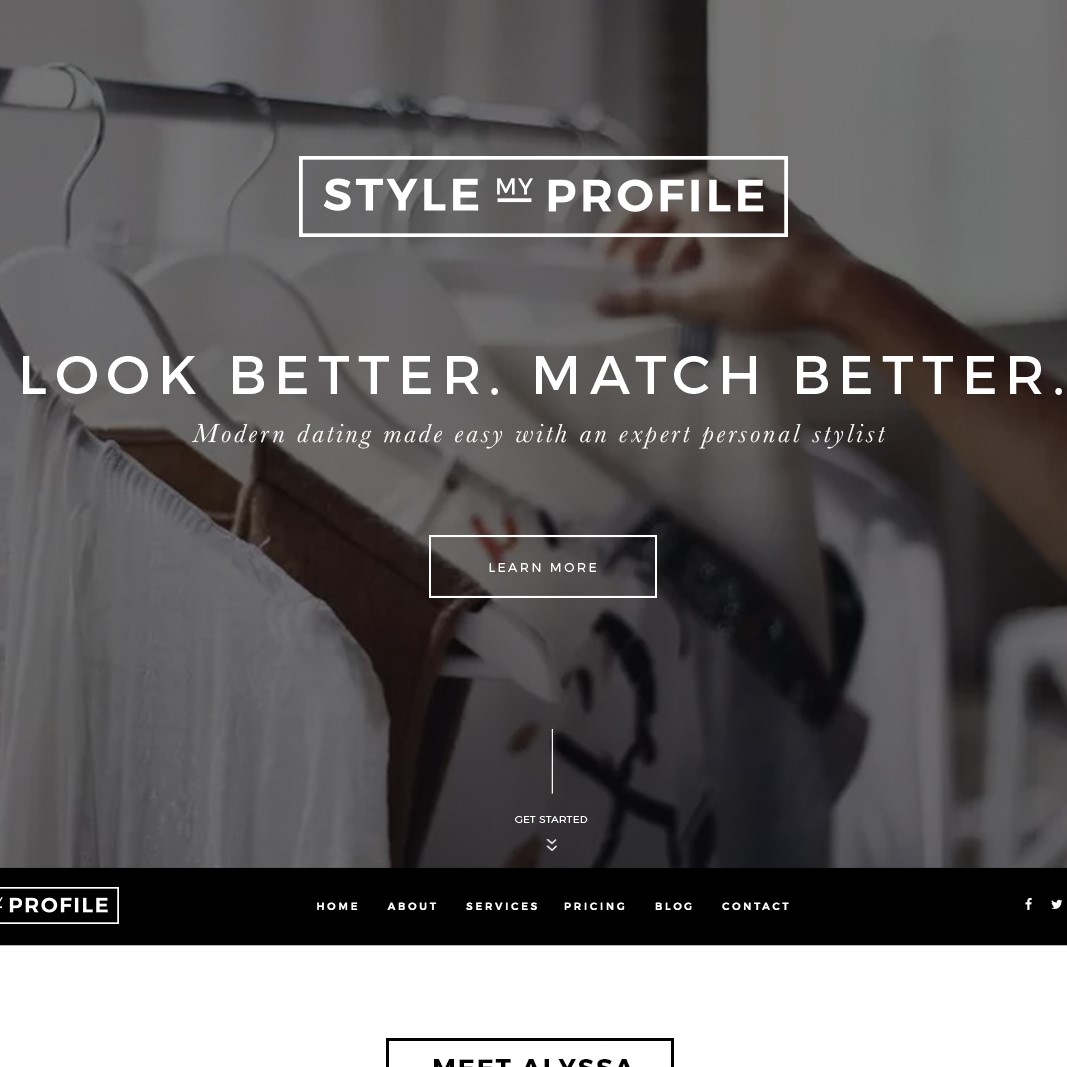 STYLE MY PROFILE
LOOK BETTER. MATCH BETTER.
Modern dating made easy with an expert personal stylist
LEARN MORE
GET STARTED
PROFILE
HOME ABOUT SERVICES PRICING BLOG CONTACT
MEET ALYSSA